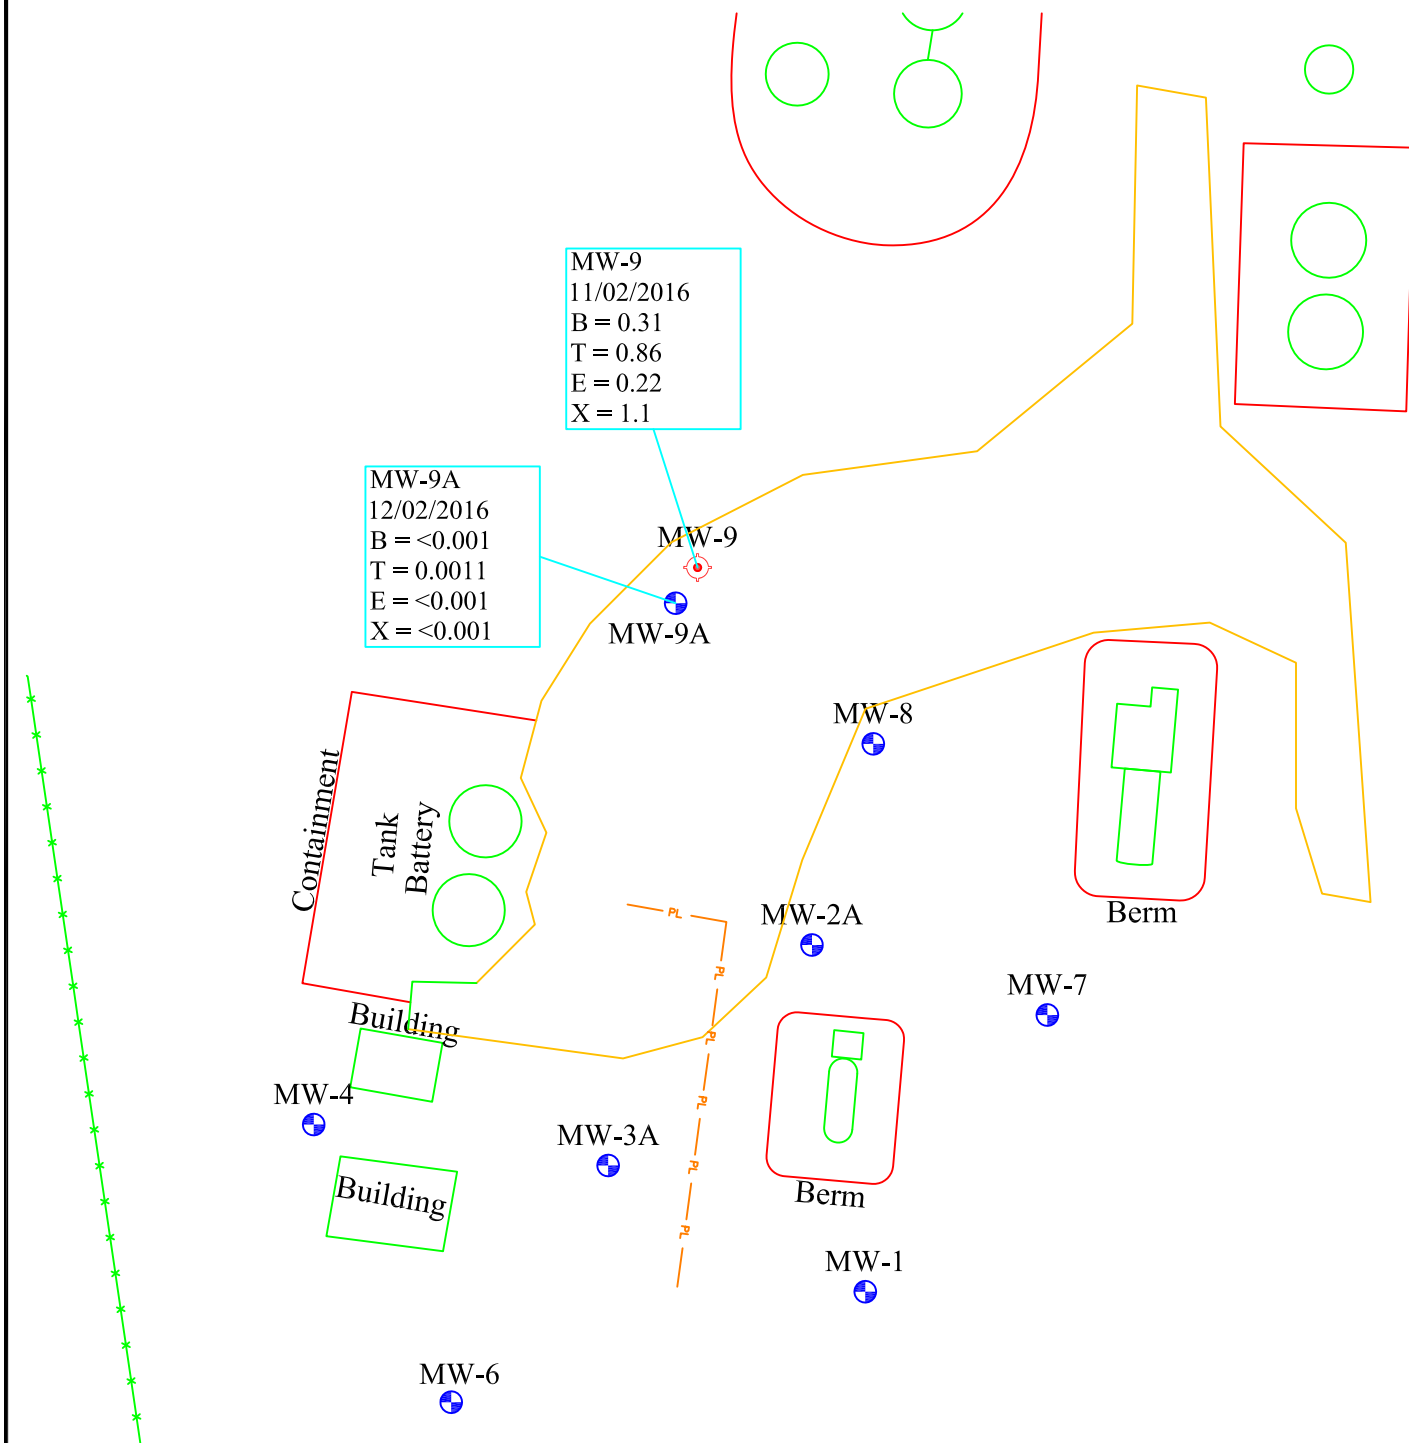 MW-9
11/02/2016
B = 0.31
T = 0.86
E = 0.22
X = 1.1
MW-9A
12/02/2016
B = <0.001
T = 0.0011
E = <0.001
X = <0.001
MW-9
MW-9A
MW-8
Containment
Tank
Battery
PL
MW-2A
Berm
PL
MW-7
Building
PL
MW-4
PL
MW-3A
PL
Building
Berm
PL
MW-1
MW-6